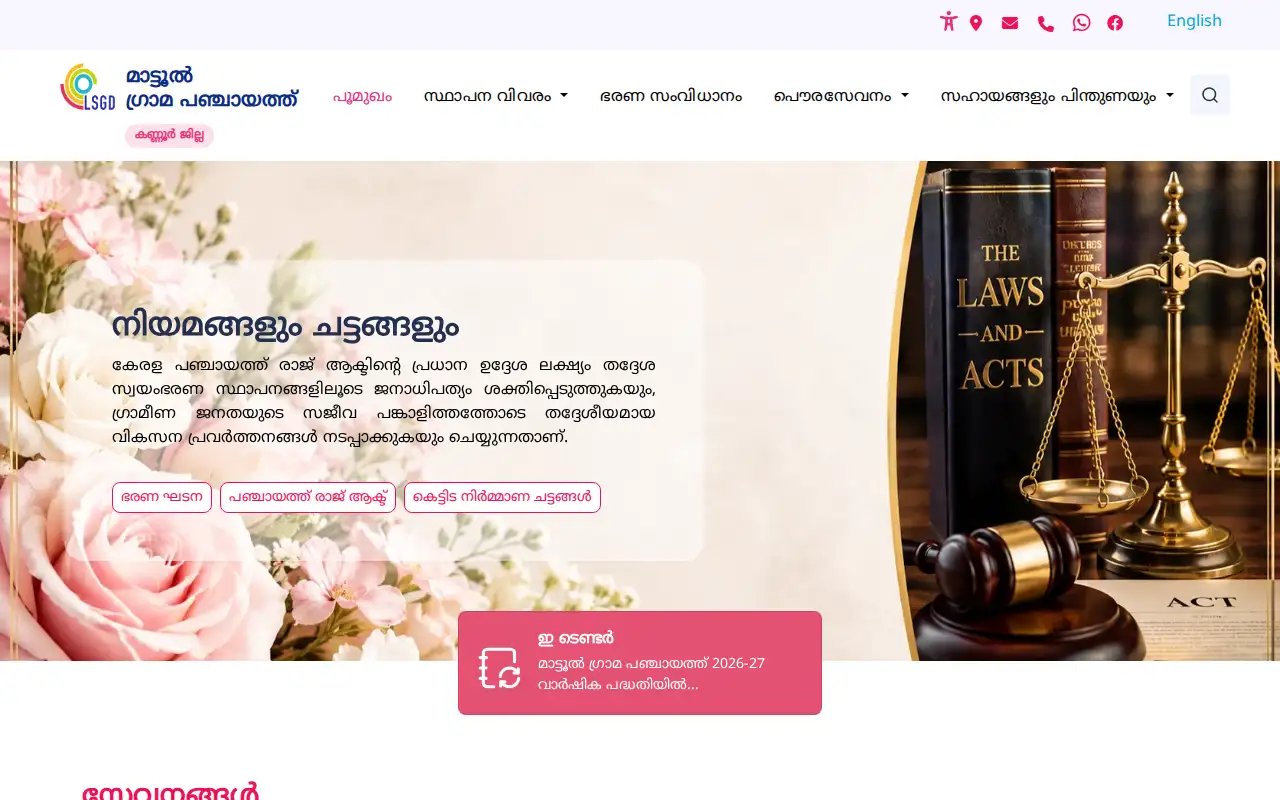 English
LSGD
മാട്ടൂൽ
ഗ്രാമ പഞ്ചായത്ത്
കണ്ണൂർ ജില്ല
പൂമുഖം
സ്ഥാപന വിവരം
ഭരണ സംവിധാനം
പൌരസേവനം
സഹായങ്ങളും പിന്തുണയും
THE
LAWS
AND
ACTS
നിയമങ്ങളും ചട്ടങ്ങളും
കേരള പഞ്ചായത്ത് രാജ് ആക്ടിന്റെ പ്രധാന ഉദ്ദേശ ലക്ഷ്യം തദ്ദേശ
സ്വയംഭരണ സ്ഥാപനങ്ങളിലൂടെ ജനാധിപത്യം ശക്തിപ്പെടുത്തുകയും,
ഗ്രാമീണ ജനതയുടെ സജീവ പങ്കാളിത്തത്തോടെ തദ്ദേശീയമായ
വികസന പ്രവർത്തനങ്ങൾ നടപ്പാക്കുകയും ചെയ്യുന്നതാണ്.
ഭരണ ഘടന
പഞ്ചായത്ത് രാജ് ആക്ട്
കെട്ടിട നിർമ്മാണ ചട്ടങ്ങൾ
ACT
ഇ ടെണ്ടർ
മാട്ടൂൽ ഗ്രാമ പഞ്ചായത്ത് 2026-27
വാർഷിക പദ്ധതിയിൽ...
സേവനങ്ങൾ